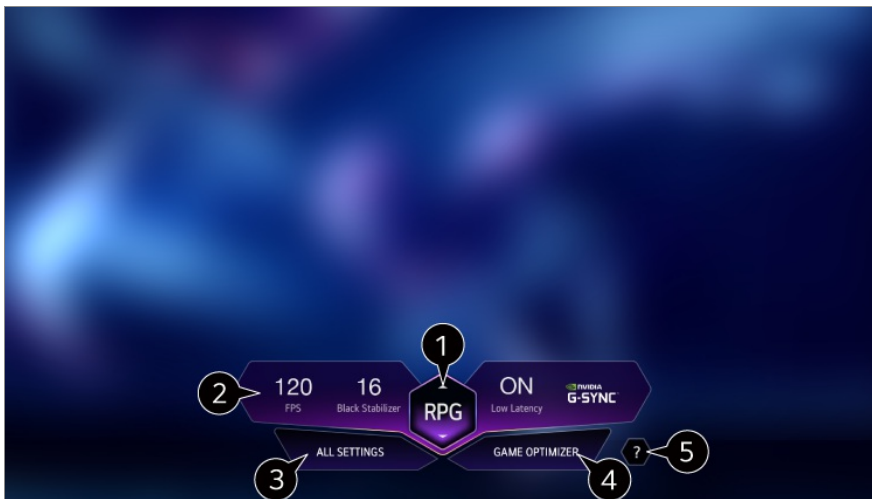 1
2
120
FPS
16
Black Stabilizer
RPG
ON
Low Latency
NVIDIA
G-SYNC
ALL SETTINGS
GAME OPTIMIZER
?
3
4
5